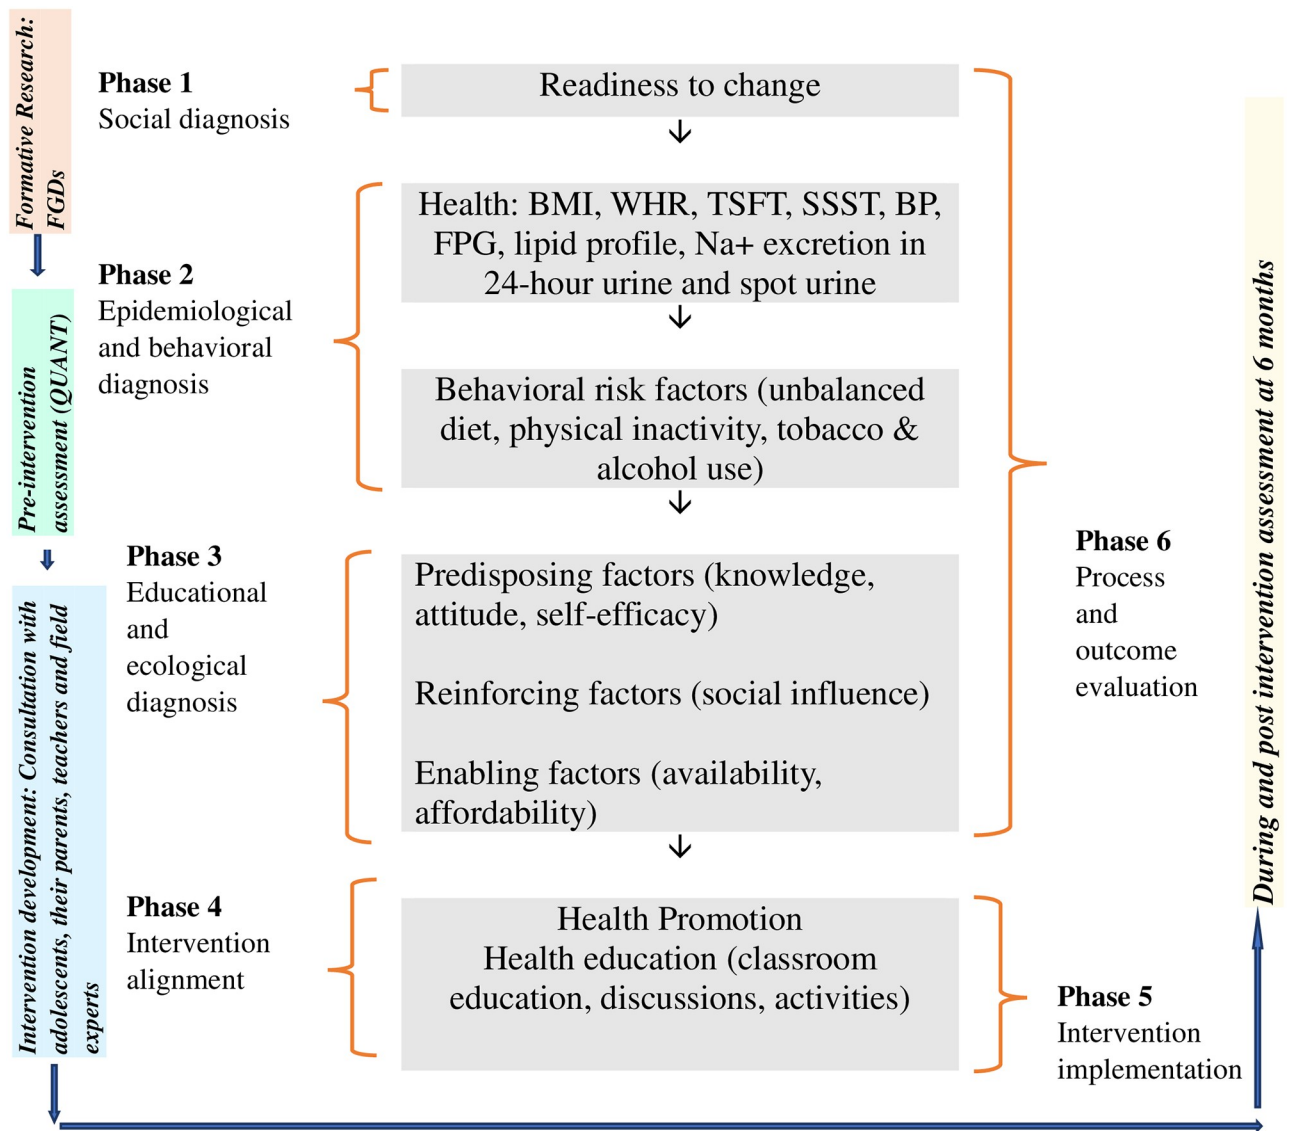 Formative Research:
FGDs
Pre-intervention
assessment (QUANT)
Intervention development: Consultation with
adolescents, their parents, teachers and field
experts
Phase 1
Social diagnosis
Readiness to change
Phase 2
Epidemiological
and behavioral
diagnosis
Health: BMI, WHR, TSFT, SSST, BP,
FPG, lipid profile, Na+ excretion in
24-hour urine and spot urine
Behavioral risk factors (unbalanced
diet, physical inactivity, tobacco &
alcohol use)
Phase 3
Educational
and
ecological
diagnosis
Predisposing factors (knowledge,
attitude, self-efficacy)
Reinforcing factors (social influence)
Enabling factors (availability,
affordability)
Phase 4
Intervention
alignment
Health Promotion
Health education (classroom
education, discussions, activities)
Phase 5
Intervention
implementation
Phase 6
Process
and
outcome
evaluation
During and post intervention assessment at 6 months